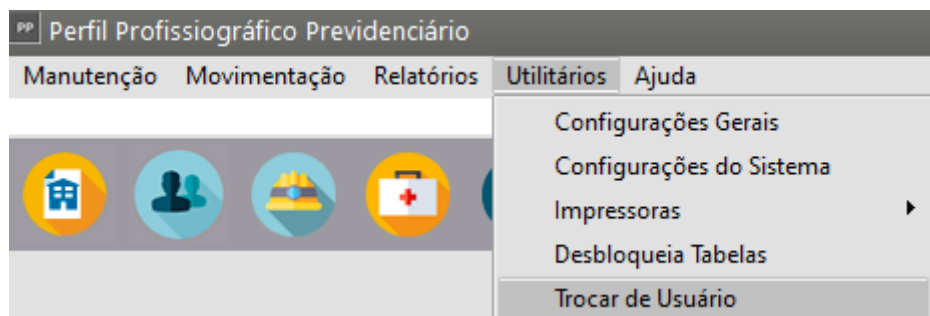 PP Perfil Profissiográfico Previdenciário
Manutenção Movimentação Relatórios Utilitários Ajuda
Configurações Gerais
Configurações do Sistema
Impressoras
Desbloqueia Tabelas
Trocar de Usuário